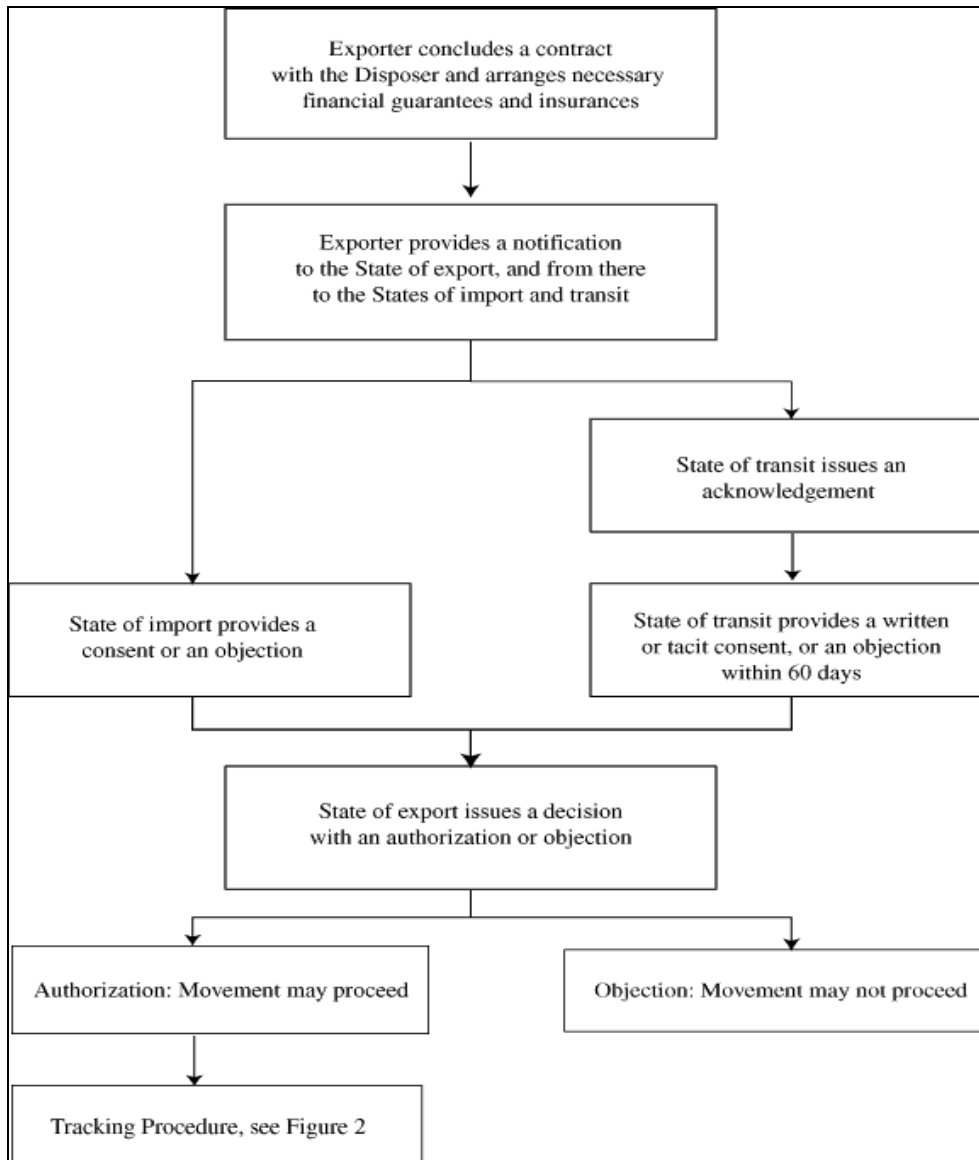 Exporter concludes a contract
with the Disposer and arranges necessary
financial guarantees and insurances
Exporter provides a notification
to the State of export, and from there
to the States of import and transit
State of transit issues an
acknowledgement
State of import provides a
consent or an objection
State of transit provides a written
or tacit consent, or an objection
within 60 days
State of export issues a decision
with an authorization or objection
Authorization: Movement may proceed
Objection: Movement may not proceed
Tracking Procedure, see Figure 2